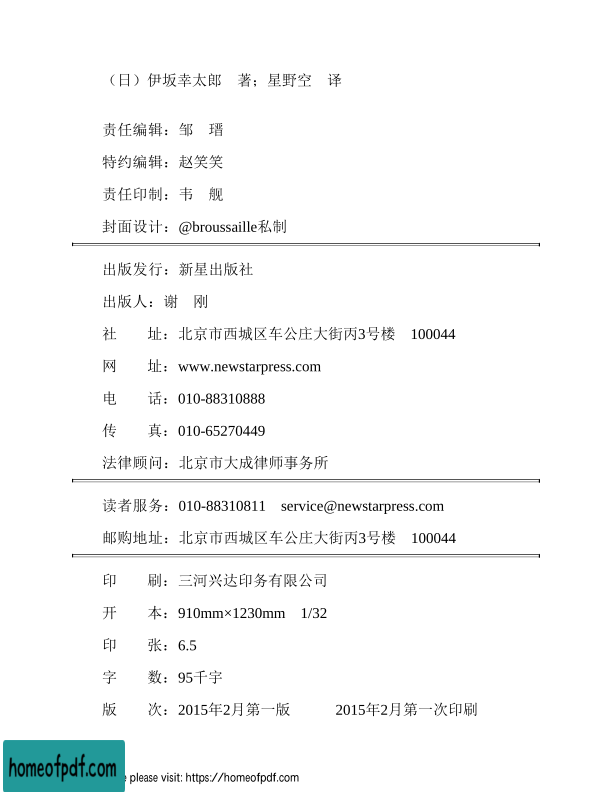 （日）伊坂幸太郎　著；星野空　译
责任编辑：邹　瑨
特约编辑：赵笑笑
责任印制：韦　舰
封面设计：@broussaille私制
出版发行：新星出版社
出版人：谢　刚
社　　址：北京市西城区车公庄大街丙3号楼　100044
网　　址：www.newstarpress.com
电　　话：010-88310888
传　　真：010-65270449
法律顾问：北京市大成律师事务所
读者服务：010-88310811　service@newstarpress.com
邮购地址：北京市西城区车公庄大街丙3号楼　100044
印　　刷：三河兴达印务有限公司
开　　本：910mm×1230mm　1/32
印　　张：6.5
字　　数：95千字
版　　次：2015年2月第一版　　　2015年2月第一次印刷
homeofpdf.com
please visit: https://homeofpdf.com